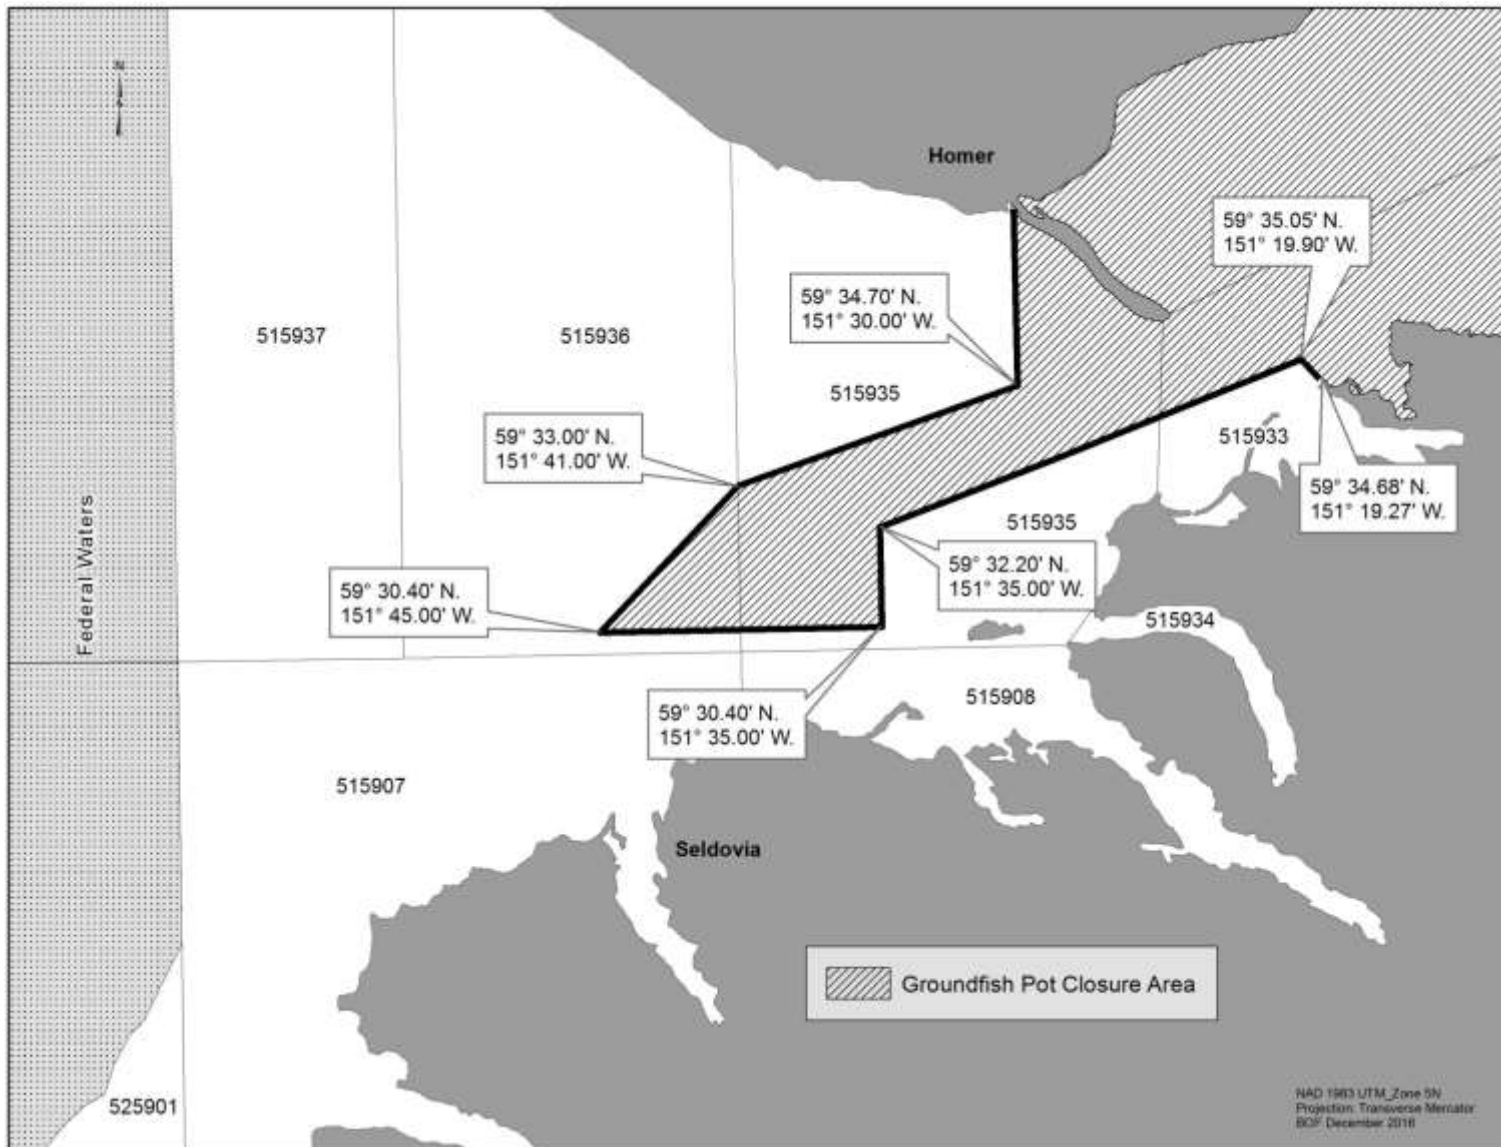 N
Homer
59° 35.05' N.
151° 19.90' W.
59° 34.70' N.
151° 30.00' W.
515937
515936
515935
59° 33.00' N.
151° 41.00' W.
515933
59° 34.68' N.
151° 19.27' W.
515935
Federal Waters
59° 32.20' N.
151° 35.00' W.
59° 30.40' N.
151° 45.00' W.
515934
515908
59° 30.40' N.
151° 35.00' W.
515907
Seldovia
Groundfish Pot Closure Area
525901
NAD 1983 UTM_Zone 5N
Projection: Transverse Mercator
BOF December 2016